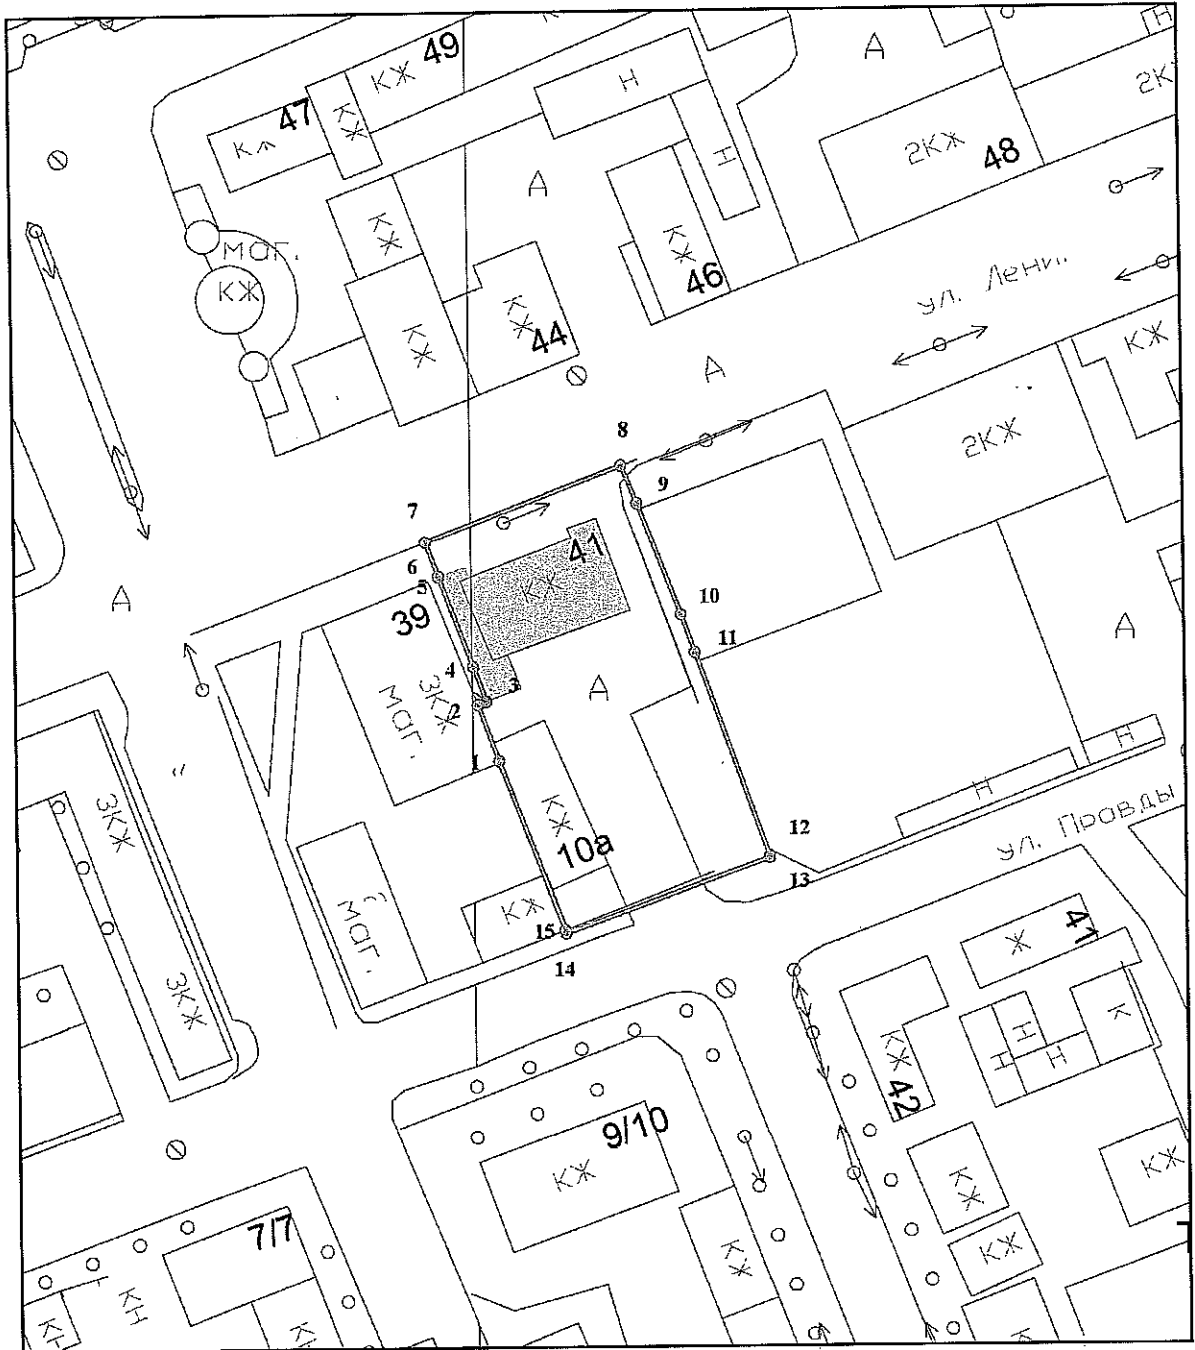 49
КЖ
Н
А
2КЖ
47
КЖ
Кл
Н
2КЖ
48
А
КЖ
КЖ
46
маг.
КЖ
ул. Лени.
КЖ
КЖ
44
А
КЖ
8
2КЖ
9
7
41
КЖ
6
5
А
39
10
11
А
4
3
3КЖ
маг.
2
А
1
Н
Н
3КЖ
КЖ
10а
12
ул. Правды
13
КЖ
маг.
15
14
41
Ж
3КЖ
К
Н
Н
Н
КЖ
42
9/10
КЖ
КЖ
КЖ
КЖ
7/7
КЖ
КН